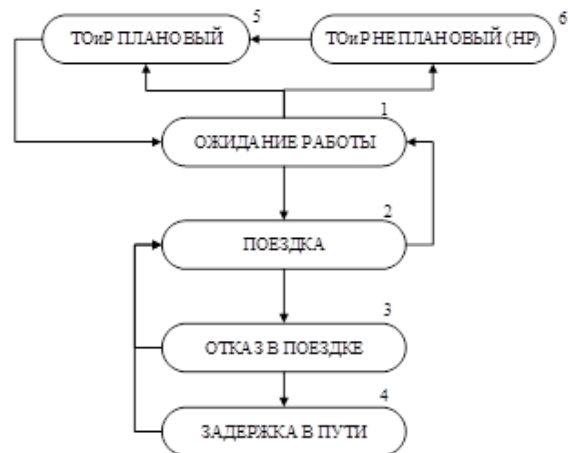 5
6
ТОиР ПЛАНОВЫЙ
ТОиР НЕПЛАНОВЫЙ (НР)
1
ОЖИДАНИЕ РАБОТЫ
2
ПОЕЗДКА
3
ОТКАЗ В ПОЕЗДКЕ
4
ЗАДЕРЖКА В ПУТИ